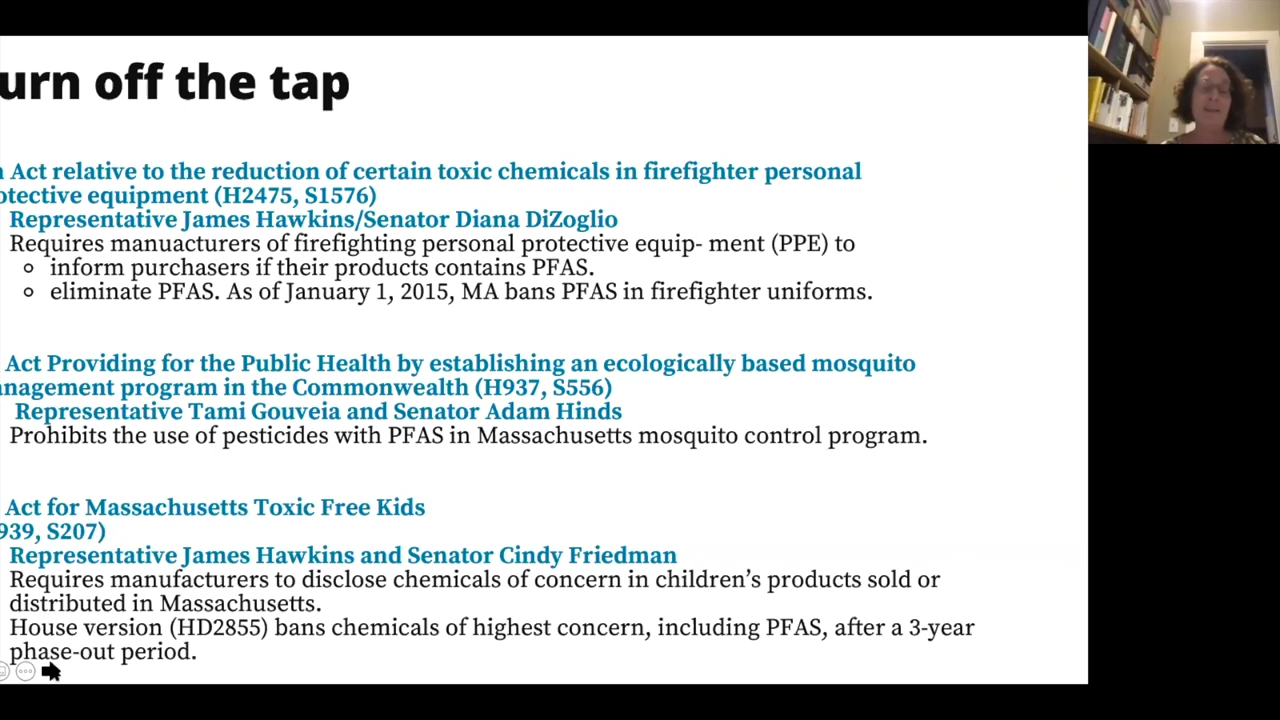 urn off the tap
Act relative to the reduction of certain toxic chemicals in firefighter personal
otective equipment (H2475, S1576)
Representative James Hawkins/Senator Diana DiZoglio
Requires manuacturers of firefighting personal protective equip- ment (PPE) to
inform purchasers if their products contains PFAS.
eliminate PFAS. As of January 1, 2015, MA bans PFAS in firefighter uniforms.
Act Providing for the Public Health by establishing an ecologically based mosquito
nagement program in the Commonwealth (H937, S556)
Representative Tami Gouveia and Senator Adam Hinds
Prohibits the use of pesticides with PFAS in Massachusetts mosquito control program.
Act for Massachusetts Toxic Free Kids
939, S207)
Representative James Hawkins and Senator Cindy Friedman
Requires manufacturers to disclose chemicals of concern in children's products sold or
distributed in Massachusetts.
House version (HD2855) bans chemicals of highest concern, including PFAS, after a 3-year
phase-out period.